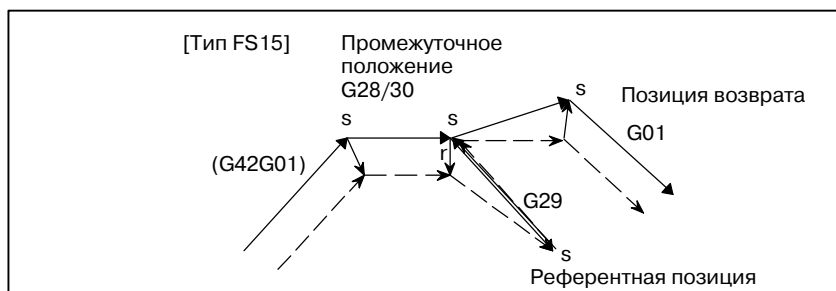 [Тип FS15]
Промежуточное
положение
G28/30
s
s
s
Позиция возврата
G01
(G42G01)
r
G29
s
Референтная позиция